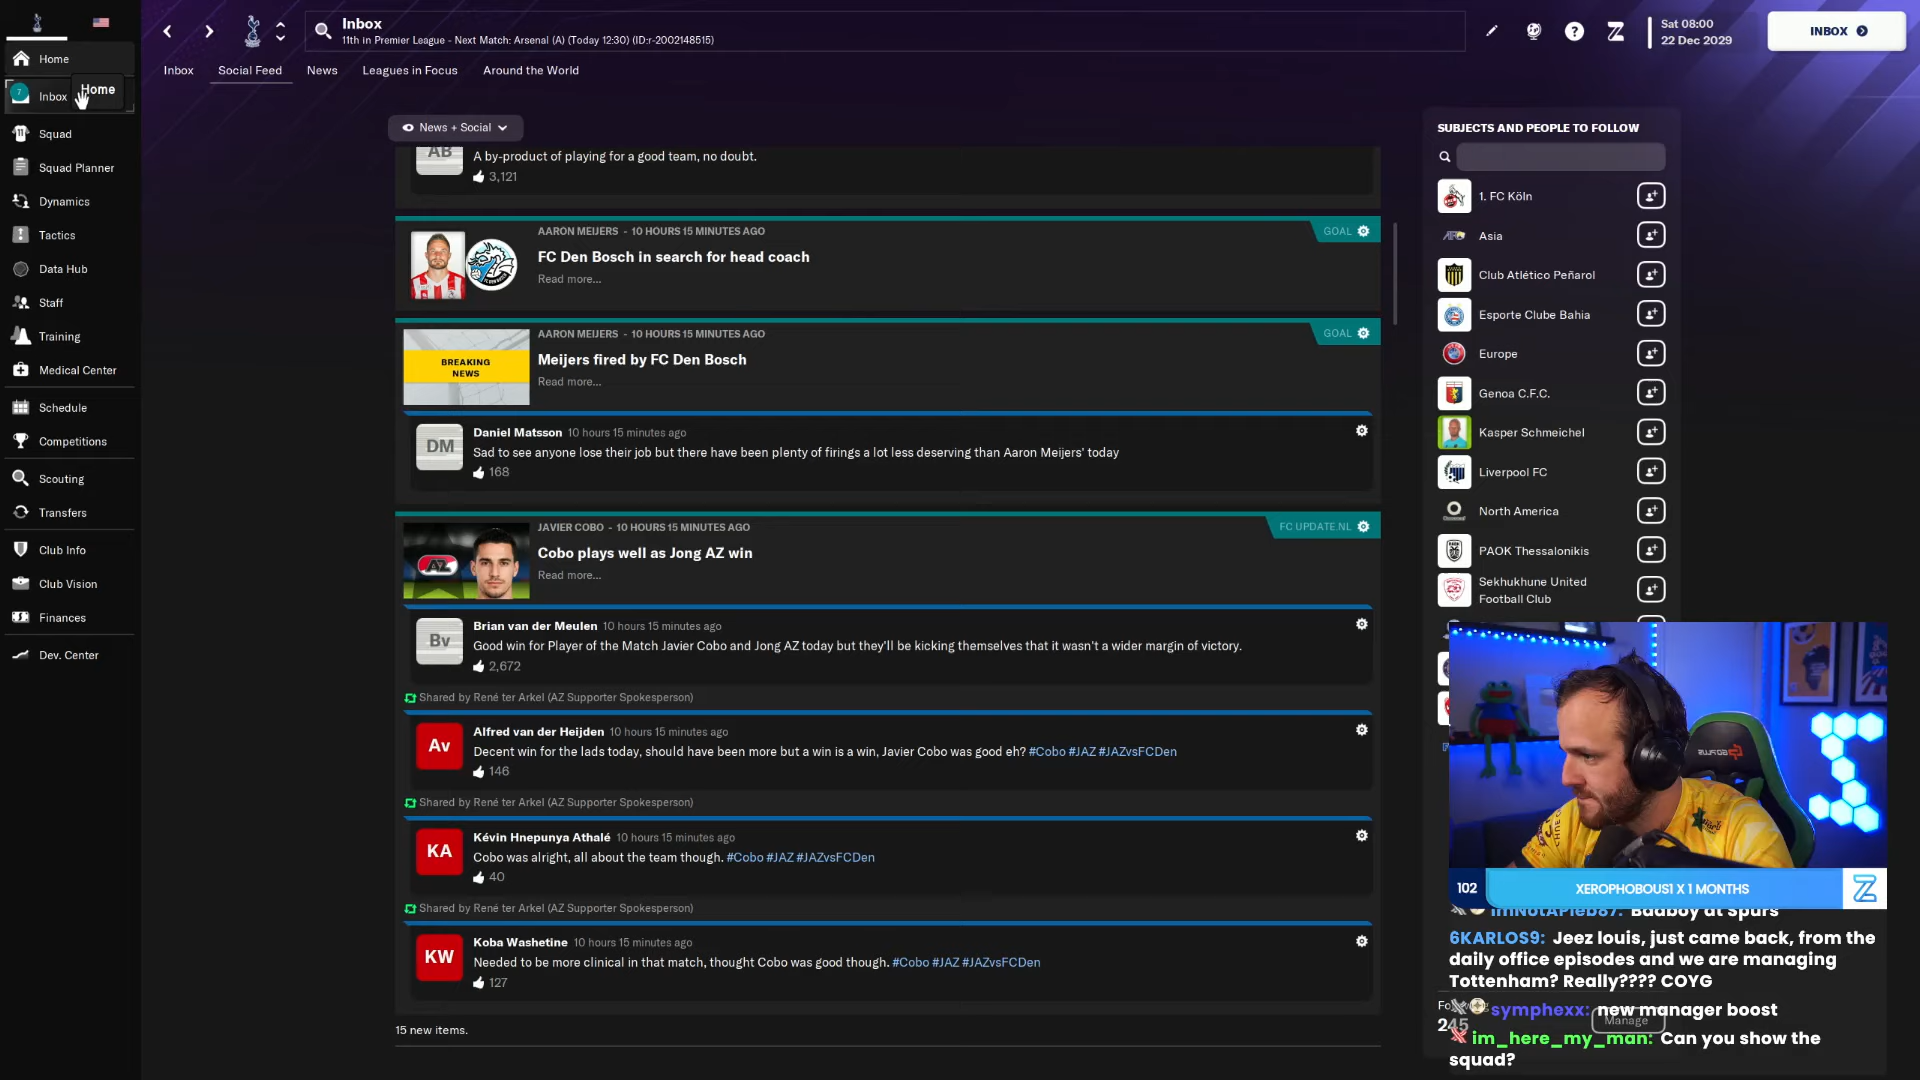 Inbox
11th in Premier League - Next Match: Arsenal (A) (Today 12:30) (ID:r-2002148515)
Sat 08:00
22 Dec 2029
INBOX
Inbox
Social Feed
News
Leagues in Focus
Around the World
Home
7
Inbox
Home
Squad
Squad Planner
Dynamics
Tactics
Data Hub
Staff
Training
Medical Center
Schedule
Competitions
Scouting
Transfers
Club Info
Club Vision
Finances
Dev. Center
News + Social
AB
A by-product of playing for a good team, no doubt.
3,121
AARON MEIJERS - 10 HOURS 15 MINUTES AGO
GOAL
FC Den Bosch in search for head coach
Read more...
AARON MEIJERS - 10 HOURS 15 MINUTES AGO
GOAL
BREAKING
NEWS
Meijers fired by FC Den Bosch
Read more...
DM
Daniel Matsson 10 hours 15 minutes ago
Sad to see anyone lose their job but there have been plenty of firings a lot less deserving than Aaron Meijers' today
168
JAVIER COBO - 10 HOURS 15 MINUTES AGO
FC UPDATE.NL
AZ
Cobo plays well as Jong AZ win
Read more...
Bv
Brian van der Meulen 10 hours 15 minutes ago
Good win for Player of the Match Javier Cobo and Jong AZ today but they'll be kicking themselves that it wasn't a wider margin of victory.
2,672
Shared by René ter Arkel (AZ Supporter Spokesperson)
Av
Alfred van der Heijden 10 hours 15 minutes ago
Decent win for the lads today, should have been more but a win is a win, Javier Cobo was good eh? #Cobo #JAZ #JAZvsFCDen
146
Shared by René ter Arkel (AZ Supporter Spokesperson)
KA
Kévin Hnepunya Athalé 10 hours 15 minutes ago
Cobo was alright, all about the team though. #Cobo #JAZ #JAZvsFCDen
40
Shared by René ter Arkel (AZ Supporter Spokesperson)
KW
Koba Washetine 10 hours 15 minutes ago
Needed to be more clinical in that match, thought Cobo was good though. #Cobo #JAZ #JAZvsFCDen
127
15 new items.
SUBJECTS AND PEOPLE TO FOLLOW
1. FC Köln
Asia
Club Atlético Peñarol
Esporte Clube Bahia
Europe
Genoa C.F.C.
Kasper Schmeichel
Liverpool FC
North America
PAOK Thessalonikis
Sekhukhune United
Football Club
102
XEROPHOBOUS1 X 1 MONTHS
Z
imNotAPleb87: Badboy at Spurs
6KARLOS9: Jeez louis, just came back, from the
daily office episodes and we are managing
Tottenham? Really???? COYG
symphexx: new manager boost
245
Manage
im_here_my_man: Can you show the
squad?